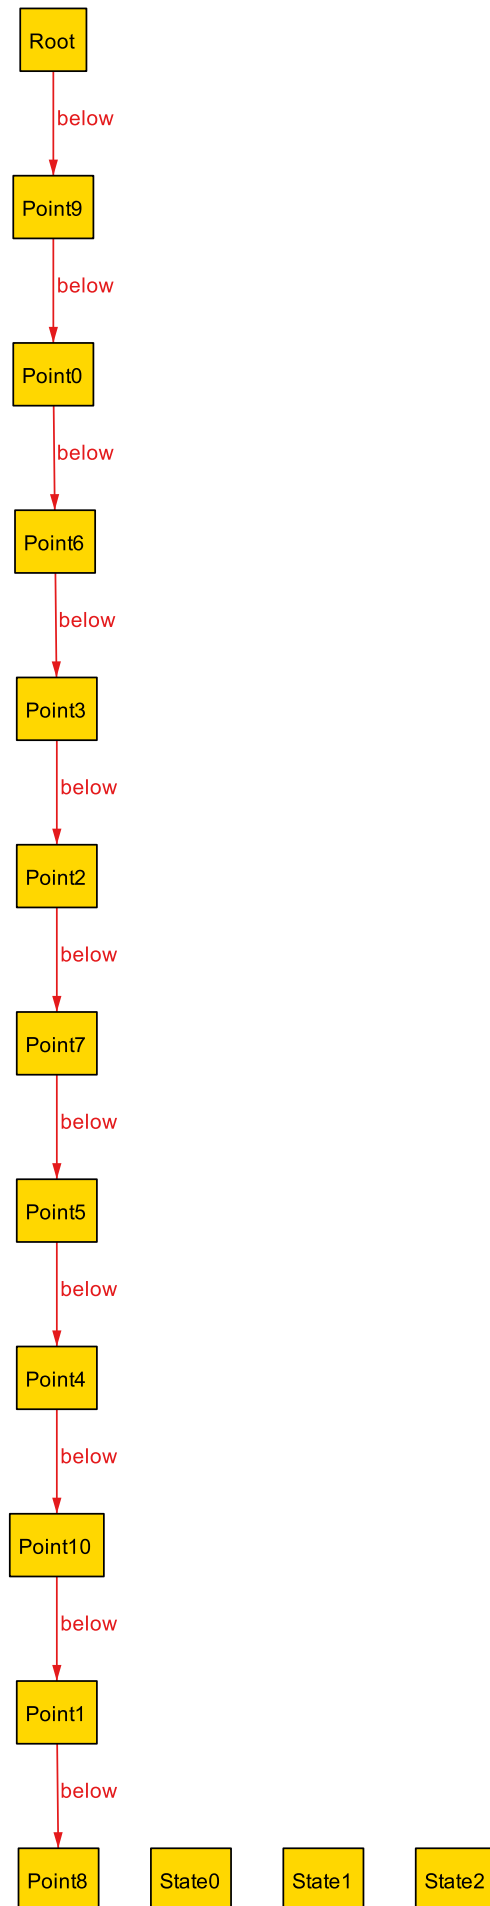 Root
below
Point9
below
Point0
below
Point6
below
Point3
below
Point2
below
Point7
below
Point5
below
Point4
below
Point10
below
Point1
below
Point8 State0 State1 State2